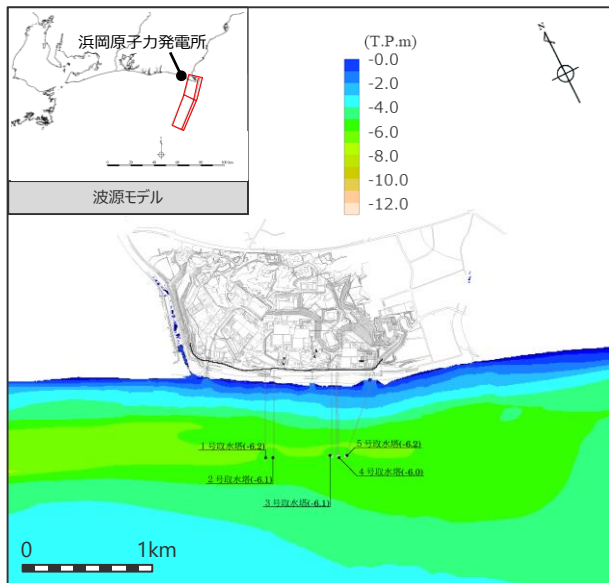 浜岡原子力発電所
波源モデル
(T.P.m)
-0.0
-2.0
-4.0
-6.0
-8.0
-10.0
-12.0
1号取水塔(-6.2)
2号取水塔(-6.1)
3号取水塔(-6.1)
4号取水塔(-6.0)
5号取水塔(-6.2)
0 1km